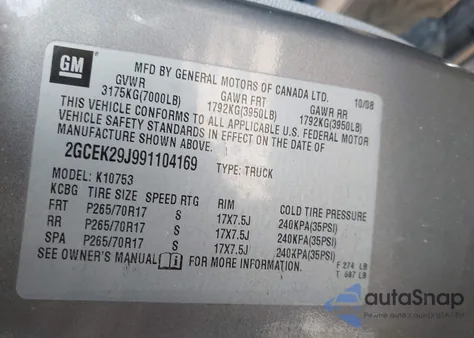 GM
MFD BY GENERAL MOTORS OF CANADA LTD. 10/08
GVWR GAWR FRT GAWR RR
3175KG(7000LB) 1792KG(3950LB) 1792KG(3950LB)
THIS VEHICLE CONFORMS TO ALL APPLICABLE U.S. FEDERAL MOTOR
VEHICLE SAFETY STANDARDS IN EFFECT ON THE DATE OF
MANUFACTURE SHOWN ABOVE.
2GCEK29J991104169 TYPE: TRUCK
MODEL: K10753
KCBG TIRE SIZE SPEED RTG RIM COLD TIRE PRESSURE
FRT P265/70R17 S 17X7.5J 240KPA(35PSI)
RR P265/70R17 S 17X7.5J 240KPA(35PSI)
SPA P265/70R17 S 17X7.5J 240KPA(35PSI)
SEE OWNER'S MANUAL FOR MORE INFORMATION.
F 274 LB
T 687 LB
autoSnap